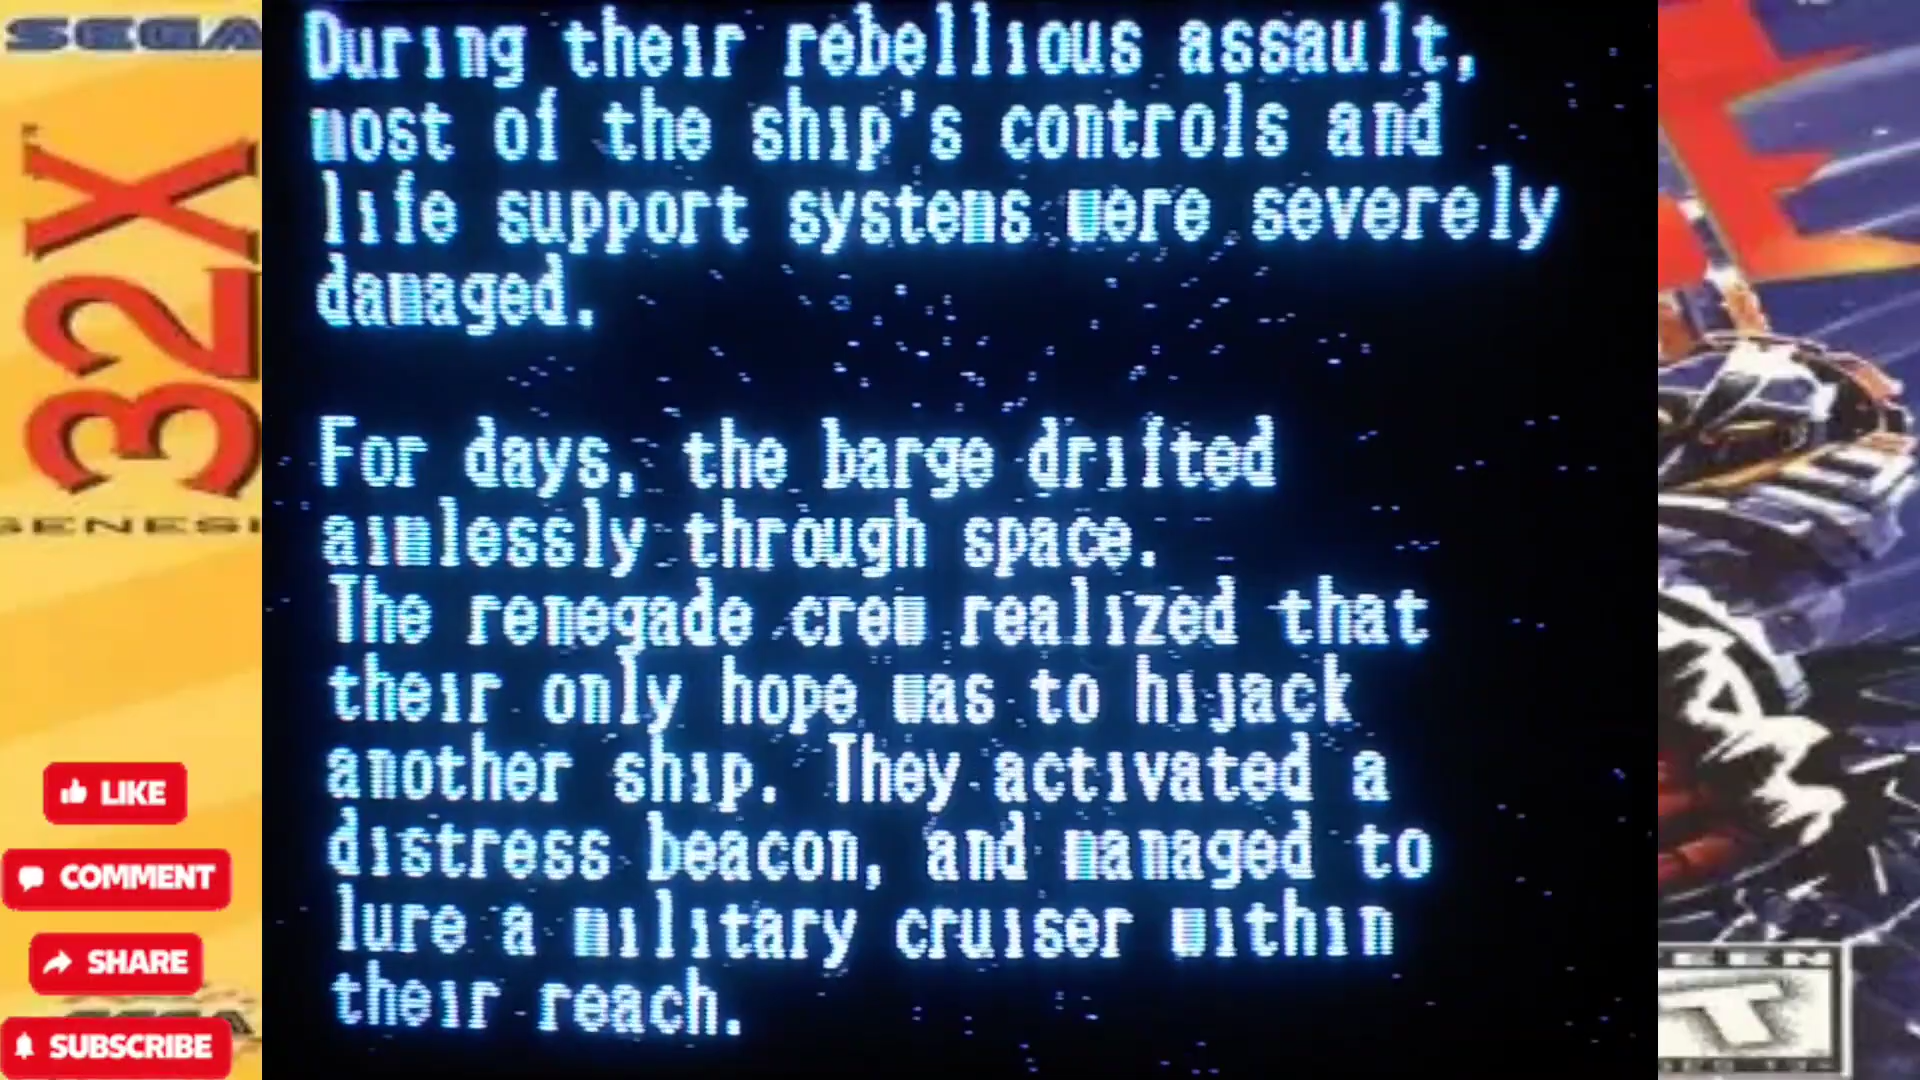 SEGA
32X
GENESI
During their rebellious assault,
most of the ship's controls and
life support systems were severely
damaged.
For days, the barge drifted
aimlessly through space.
The renegade crew realized that
their only hope was to hijack
another ship. They activated a
distress beacon, and managed to
lure a military cruiser within
their reach.
LIKE
COMMENT
SHARE
SUBSCRIBE